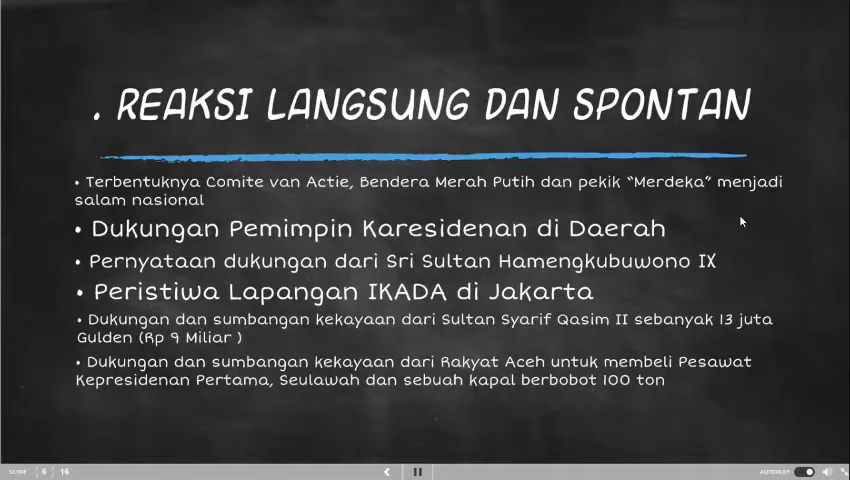 . REAKSI LANGSUNG DAN SPONTAN
• Terbentuknya Comite van Actie, Bendera Merah Putih dan pekik “Merdeka” menjadi
salam nasional
• Dukungan Pemimpin Karesidenan di Daerah
• Pernyataan dukungan dari Sri Sultan Hamengkubuwono IX
• Peristiwa Lapangan IKADA di Jakarta
• Dukungan dan sumbangan kekayaan dari Sultan Syarif Qasim II sebanyak 13 juta
Gulden (Rp 9 Miliar )
• Dukungan dan sumbangan kekayaan dari Rakyat Aceh untuk membeli Pesawat
Kepresidenan Pertama, Seulawah dan sebuah kapal berbobot 100 ton
SLIDE 6 / 16 AUTOPLAY